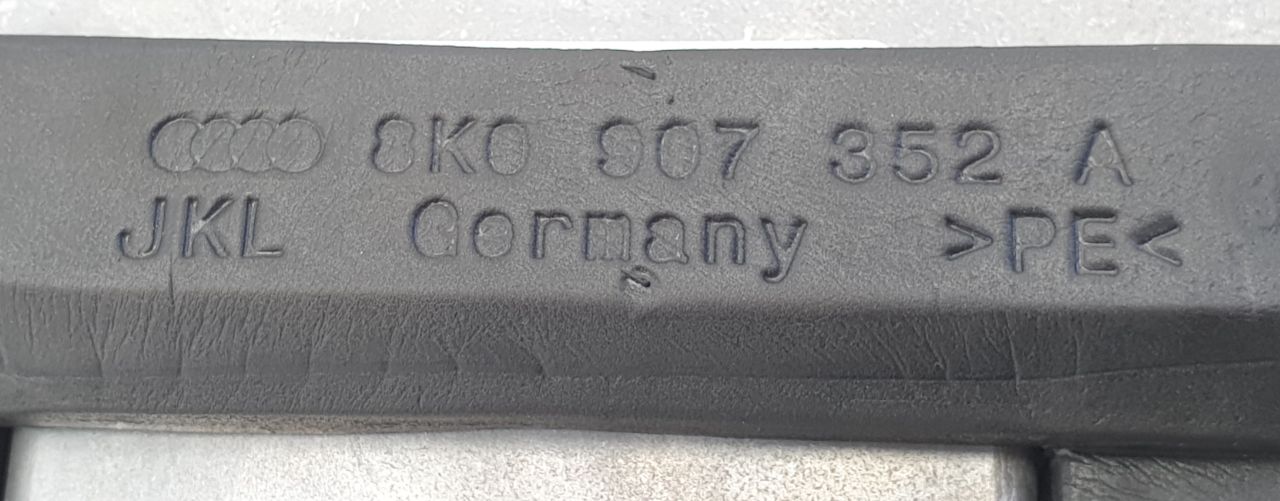 8K0 907 352 A
JKL Germany >PE<